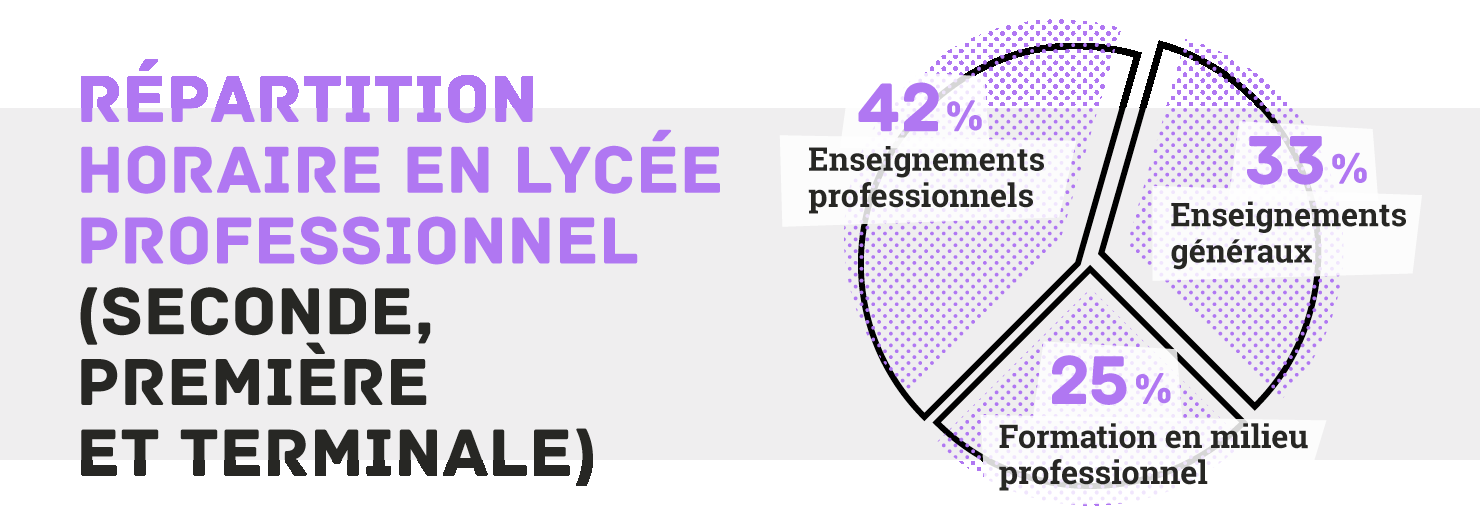 RÉPARTITION
HORAIRE EN LYCÉE
PROFESSIONNEL
(SECONDE,
PREMIÈRE
ET TERMINALE)
42%
Enseignements
professionnels
33%
Enseignements
généraux
25%
Formation en milieu
professionnel